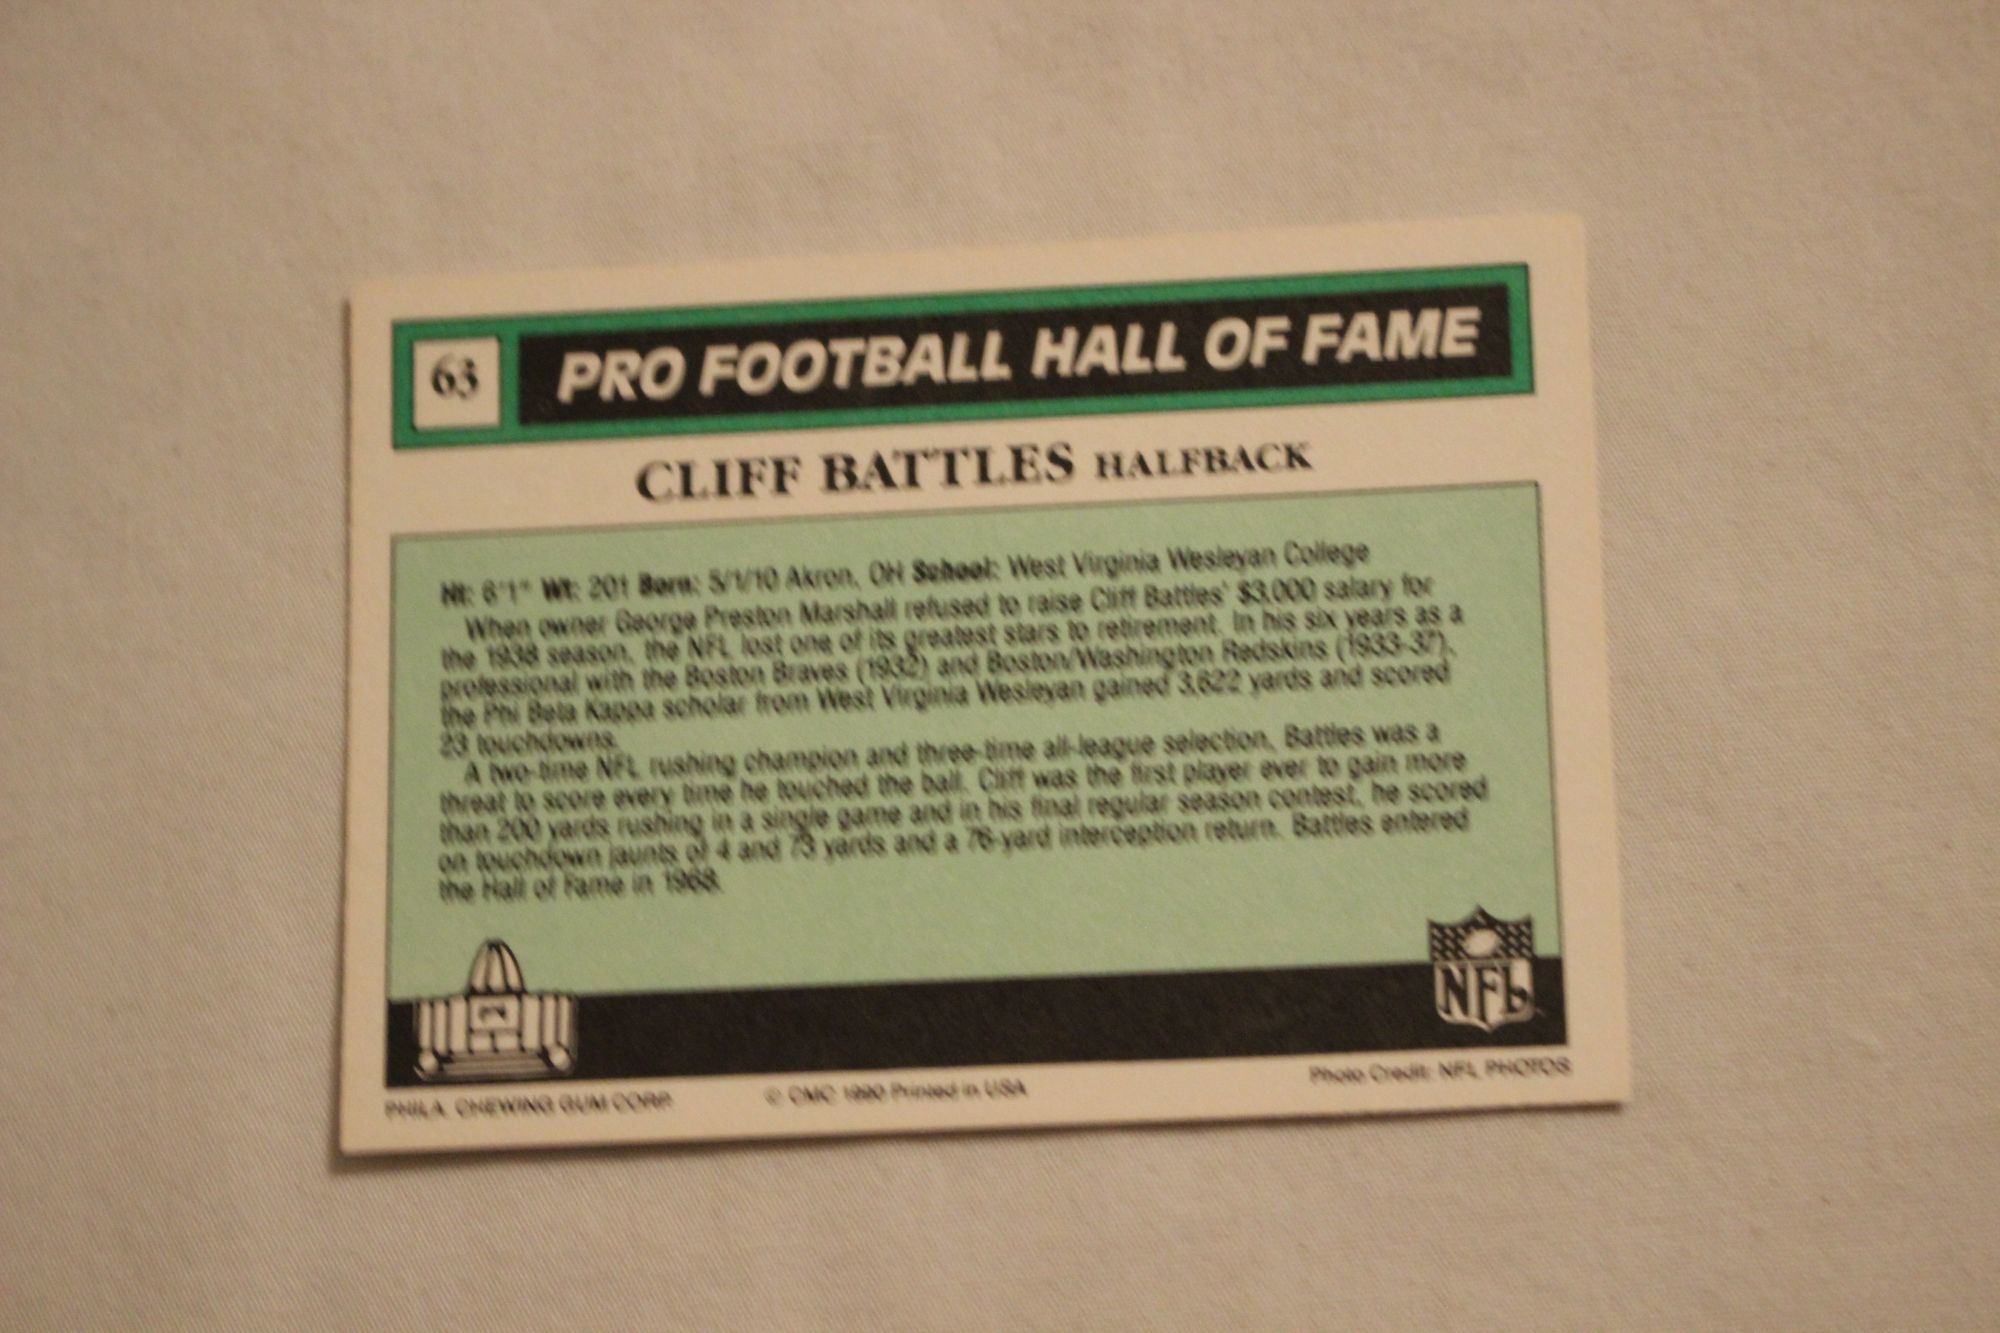 63
PRO FOOTBALL HALL OF FAME
CLIFF BATTLES HALFBACK
Ht: 6'1" Wt: 201 Born: 5/1/10 Akron, OH School: West Virginia Wesleyan College
When owner George Preston Marshall refused to raise Cliff Battles' $3,000 salary for
the 1938 season, the NFL lost one of its greatest stars to retirement. In his six years as a
professional with the Boston Braves (1932) and Boston/Washington Redskins (1933-37),
the Phi Beta Kappa scholar from West Virginia Wesleyan gained 3,622 yards and scored
23 touchdowns.
A two-time NFL rushing champion and three-time all-league selection, Battles was a
threat to score every time he touched the ball. Cliff was the first player ever to gain more
than 200 yards rushing in a single game and in his final regular season contest, he scored
on touchdown jaunts of 4 and 73 yards and a 76-yard interception return. Battles entered
the Hall of Fame in 1968.
NFL
PHILA. CHEWING GUM CORP.
© CMC 1990 Printed in USA
Photo Credit: NFL PHOTOS